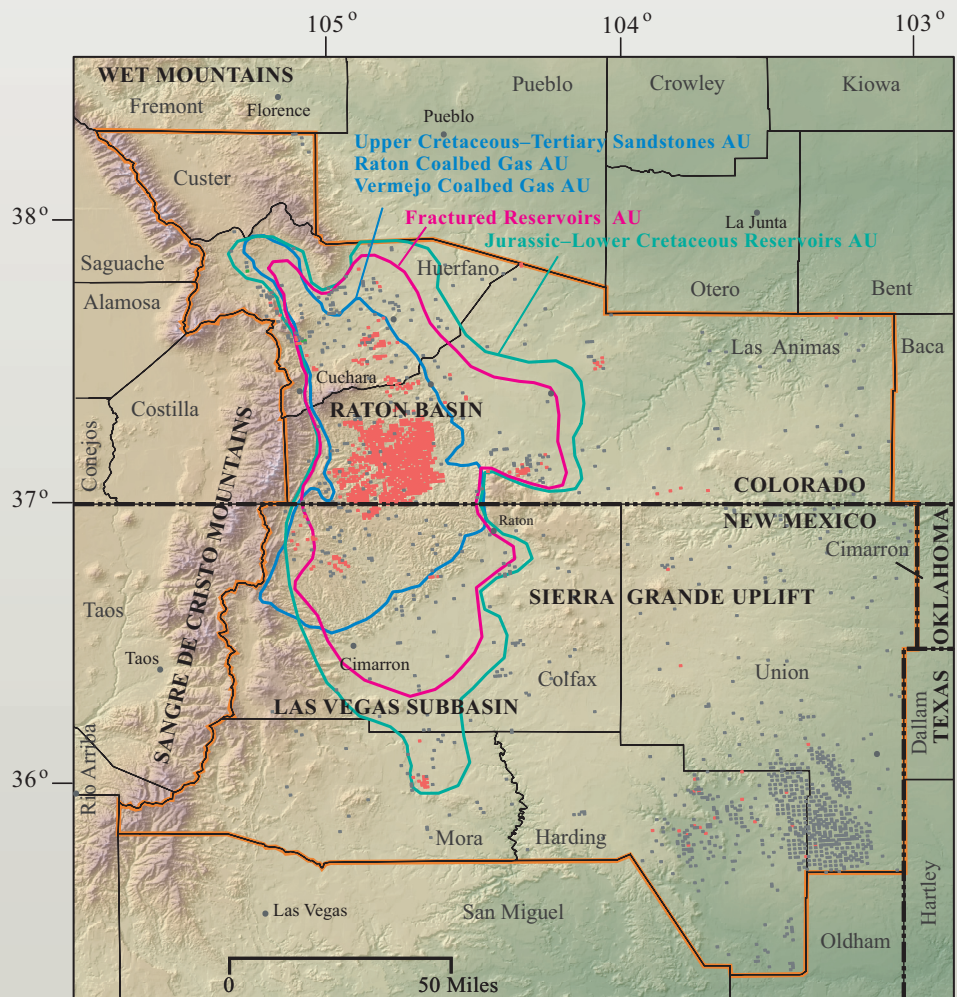 105° 104° 103°
WET MOUNTAINS
Fremont
Florence
Pueblo
Pueblo
Crowley
Kiowa
Upper Cretaceous–Tertiary Sandstones AU
Raton Coalbed Gas AU
Vermejo Coalbed Gas AU
Custer
Fractured Reservoirs AU
La Junta
38°
Jurassic–Lower Cretaceous Reservoirs AU
Saguache
Huerfano
Alamosa
Otero
Bent
Las Animas
Baca
Cuchara
Costilla
RATON BASIN
Conejos
SANGRE DE CRISTO MOUNTAINS
37°
COLORADO
NEW MEXICO
Raton
Cimarron
OKLAHOMA
Taos
SIERRA GRANDE UPLIFT
Taos
Cimarron
Colfax
Union
LAS VEGAS SUBBASIN
Dallam
TEXAS
Rio Arriba
36°
Mora
Harding
Hartley
Las Vegas
San Miguel
Oldham
0 50 Miles